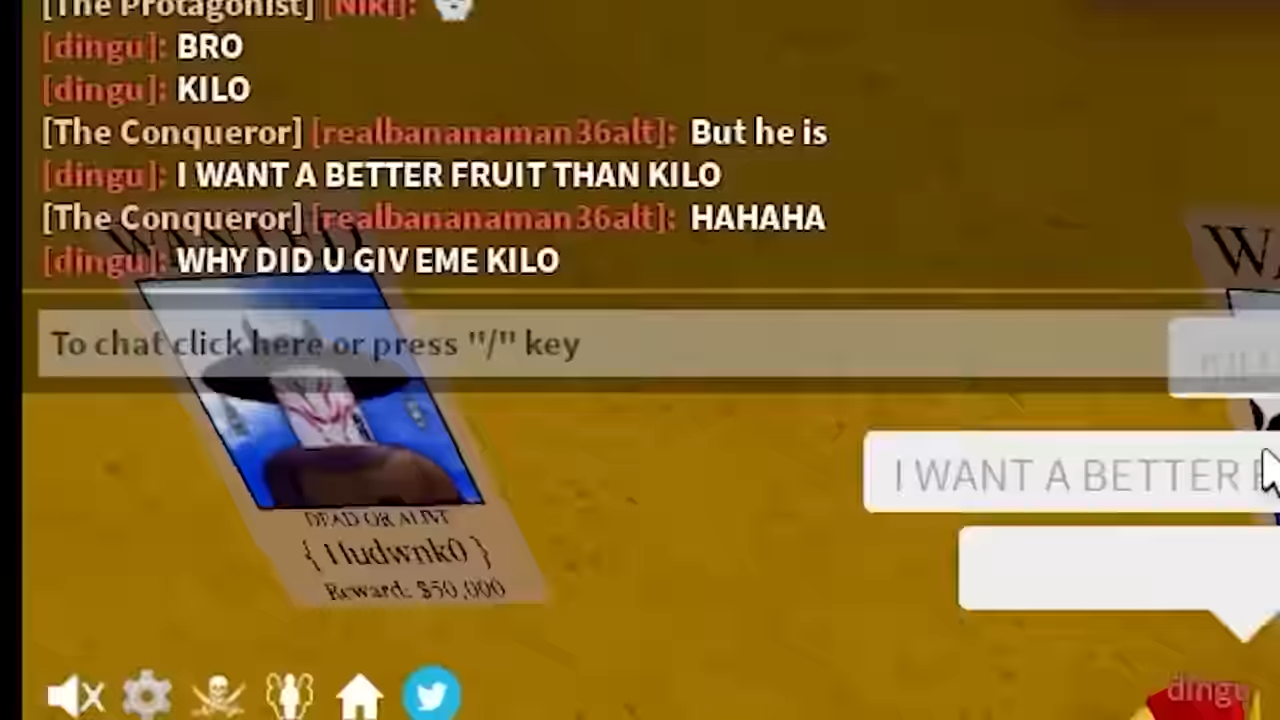 [The Protagonist] [Niki]:
[dingu]: BRO
[dingu]: KILO
[The Conqueror] [realbananaman36alt]: But he is
[dingu]: I WANT A BETTER FRUIT THAN KILO
[The Conqueror] [realbananaman36alt]: HAHAHA
[dingu]: WHY DID U GIV EME KILO
WANTED
To chat click here or press "/" key
I WANT A BETTER
DEAD OR ALIVE
Reward: $50,000
dingu